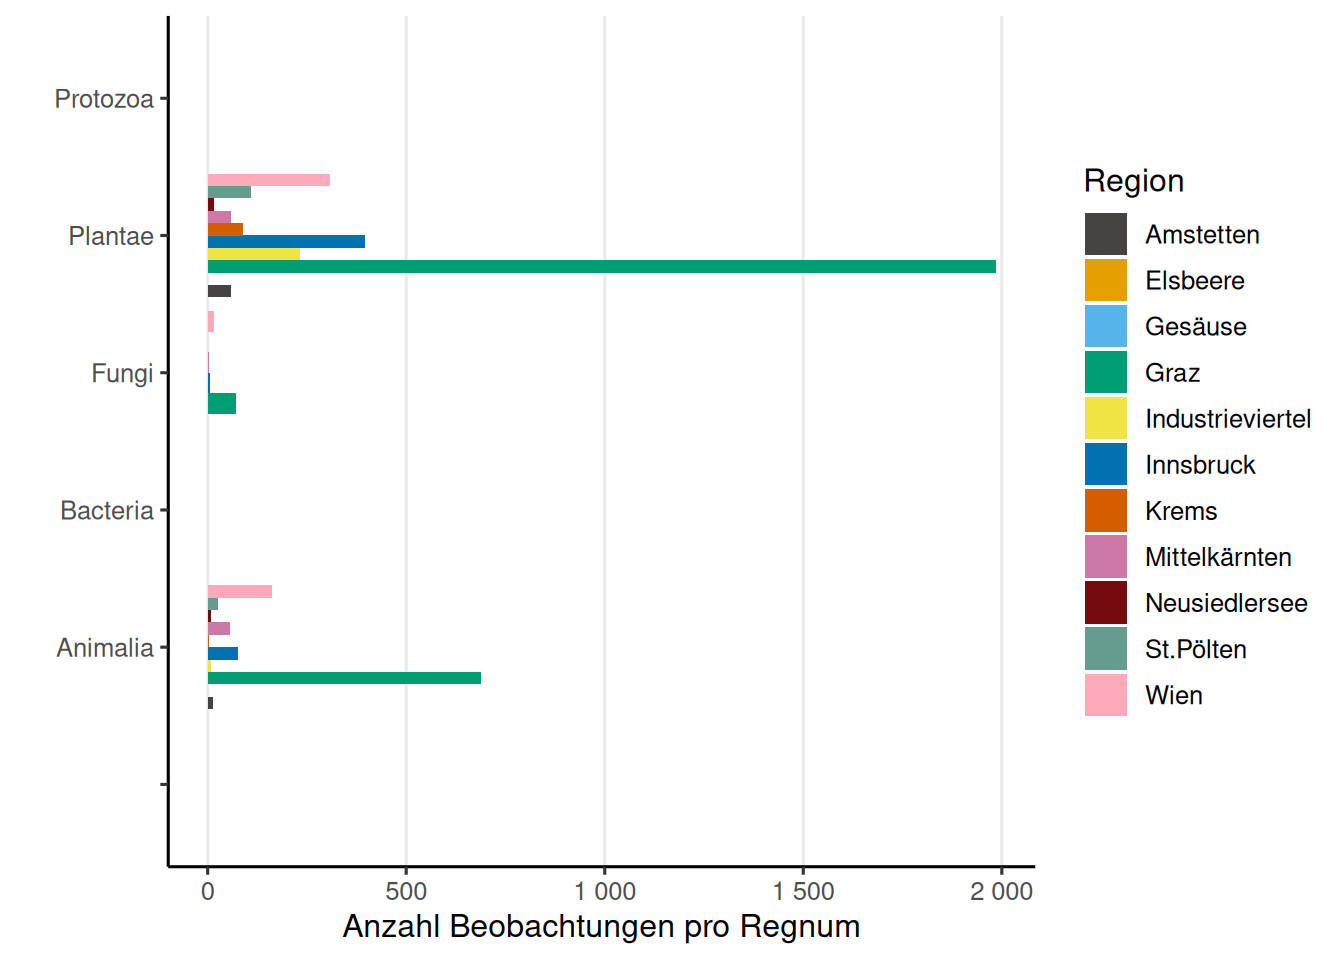 Protozoa
Plantae
Fungi
Bacteria
Animalia
0
500
1 000
1 500
2 000
Anzahl Beobachtungen pro Regnum
Region
Amstetten
Elsbeere
Gesäuse
Graz
Industrieviertel
Innsbruck
Krems
Mittelkärnten
Neusiedlersee
St.Pölten
Wien